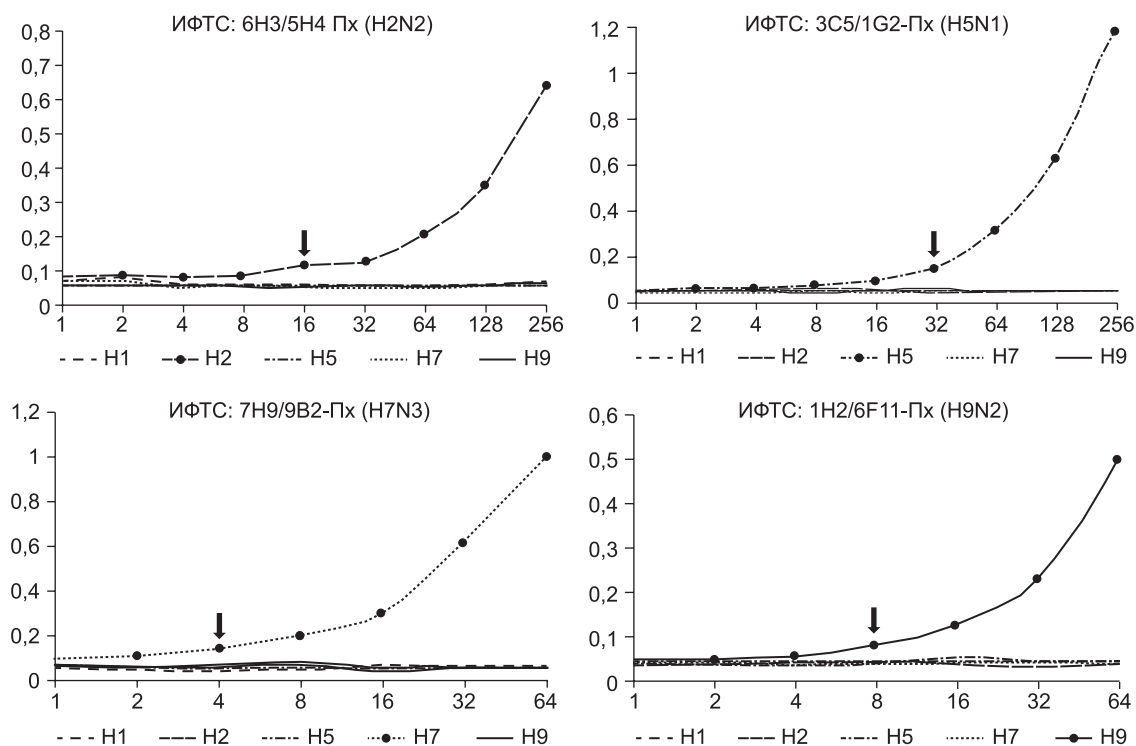 ИФТС: 6H3/5H4 Пх (H2N2)
0,8
0,7
0,6
0,5
0,4
0,3
0,2
0,1
0
1 2 4 8 16 32 64 128 256
H1 H2 H5 H7 H9
ИФТС: 3C5/1G2-Пх (H5N1)
1,2
1
0,8
0,6
0,4
0,2
0
1 2 4 8 16 32 64 128 256
H1 H2 H5 H7 H9
ИФТС: 7H9/9B2-Пх (H7N3)
1,2
1
0,8
0,6
0,4
0,2
0
1 2 4 8 16 32 64
H1 H2 H5 H7 H9
ИФТС: 1H2/6F11-Пх (H9N2)
0,6
0,5
0,4
0,3
0,2
0,1
0
1 2 4 8 16 32 64
H1 H2 H5 H7 H9